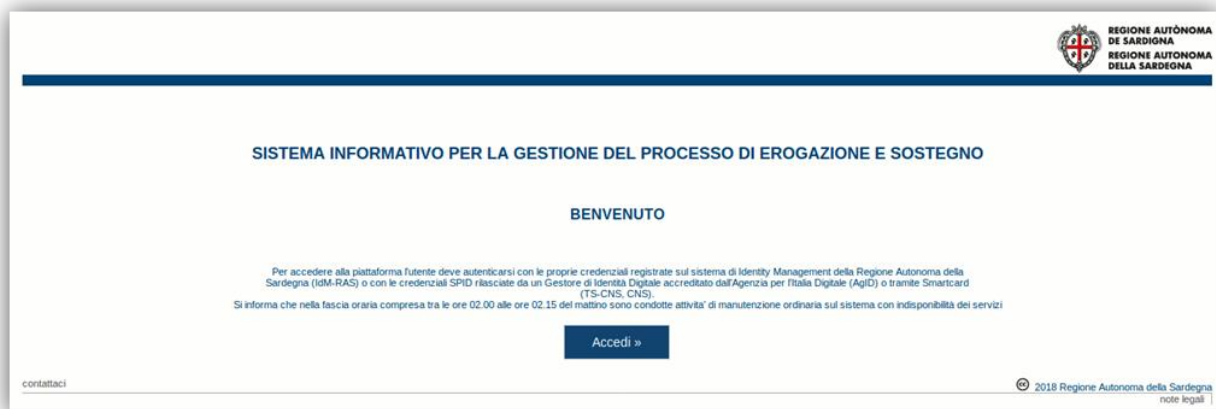 REGIONE AUTÒNOMA
DE SARDIGNA
REGIONE AUTONOMA
DELLA SARDEGNA
SISTEMA INFORMATIVO PER LA GESTIONE DEL PROCESSO DI EROGAZIONE E SOSTEGNO
BENVENUTO
Per accedere alla piattaforma l'utente deve autenticarsi con le proprie credenziali registrate sul sistema di Identity Management della Regione Autonoma della
Sardegna (IdM-RAS) o con le credenziali SPID rilasciate da un Gestore di Identità Digitale accreditato dall'Agenzia per l'Italia Digitale (AgID) o tramite Smartcard
(TS-CNS, CNS).
Si informa che nella fascia oraria compresa tra le ore 02.00 alle ore 02.15 del mattino sono condotte attivita' di manutenzione ordinaria sul sistema con indisponibilità dei servizi
Accedi »
contattaci
cc 2018 Regione Autonoma della Sardegna
note legali